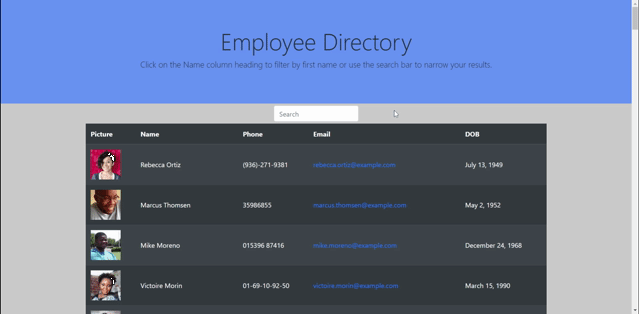 Employee Directory
Click on the Name column heading to filter by first name or use the search bar to narrow your results.
Search
Picture Name Phone Email DOB
Rebecca Ortiz (936)-271-9381 rebecca.ortiz@example.com July 13, 1949
Marcus Thomsen 35986855 marcus.thomsen@example.com May 2, 1952
Mike Moreno 015396 87416 mike.moreno@example.com December 24, 1968
Victoire Morin 01-69-10-92-50 victoire.morin@example.com March 15, 1990